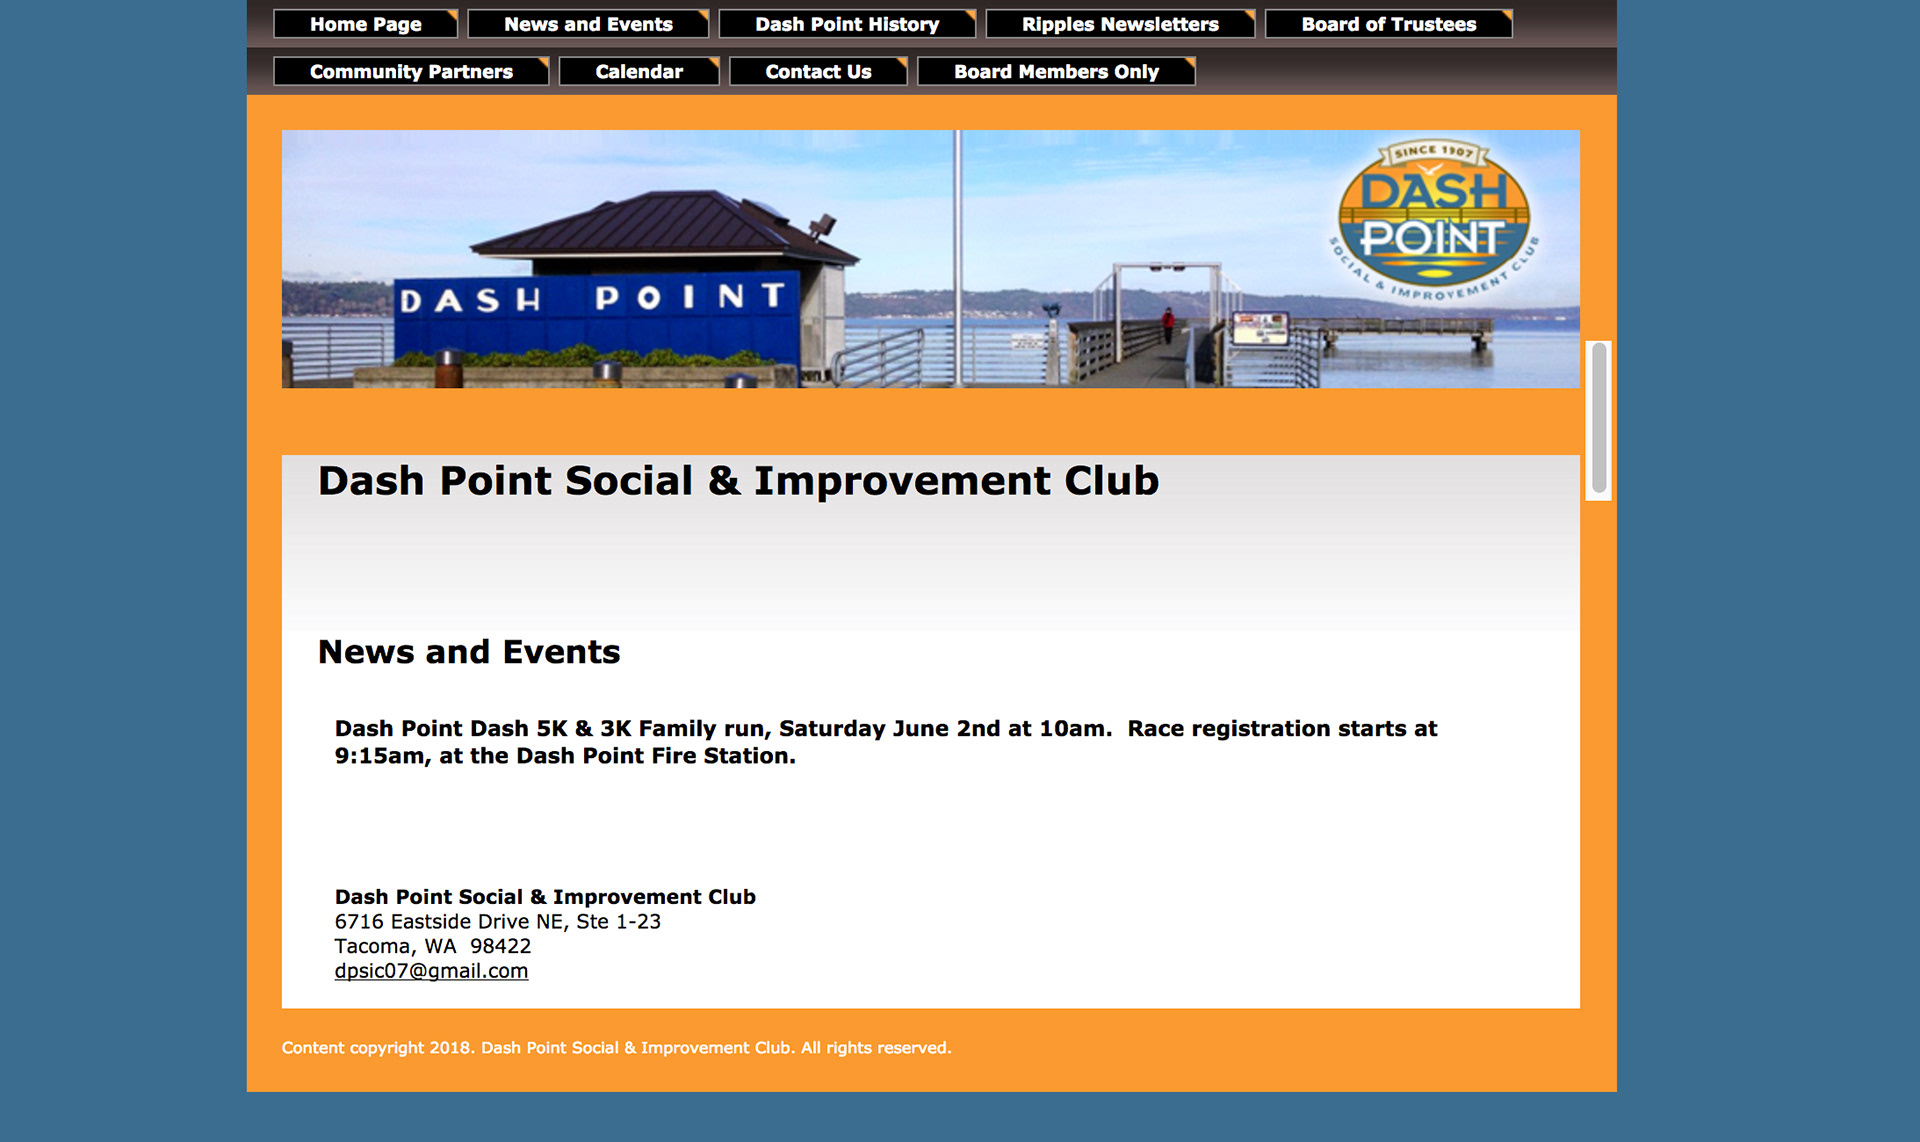 Home Page
News and Events
Dash Point History
Ripples Newsletters
Board of Trustees
Community Partners
Calendar
Contact Us
Board Members Only
SINCE 1907
DASH
POINT
SOCIAL & IMPROVEMENT CLUB
DASH POINT
Dash Point Social & Improvement Club
News and Events
Dash Point Dash 5K & 3K Family run, Saturday June 2nd at 10am.  Race registration starts at
9:15am, at the Dash Point Fire Station.
Dash Point Social & Improvement Club
6716 Eastside Drive NE, Ste 1-23
Tacoma, WA  98422
dpsic07@gmail.com
Content copyright 2018. Dash Point Social & Improvement Club. All rights reserved.